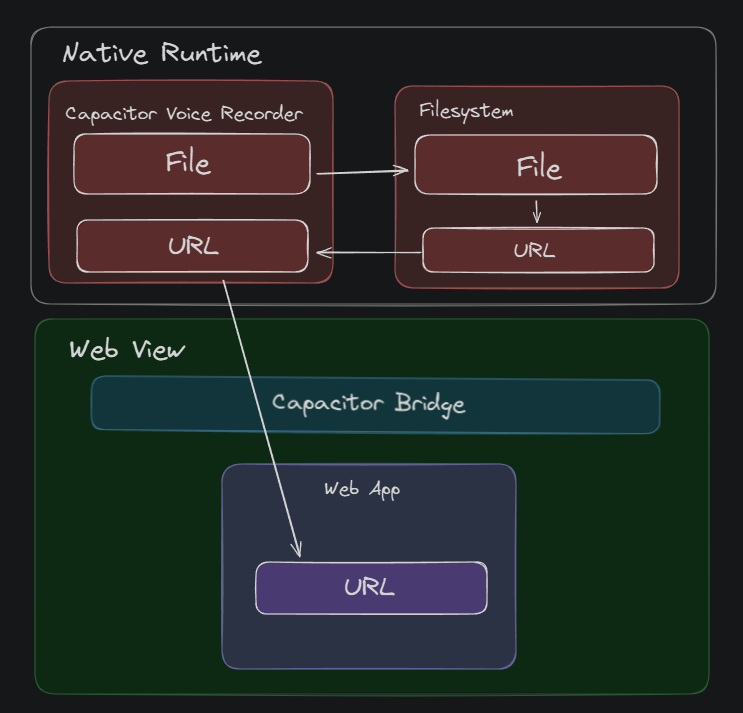 Native Runtime
Capacitor Voice Recorder
File
URL
Filesystem
File
URL
Web View
Capacitor Bridge
Web App
URL